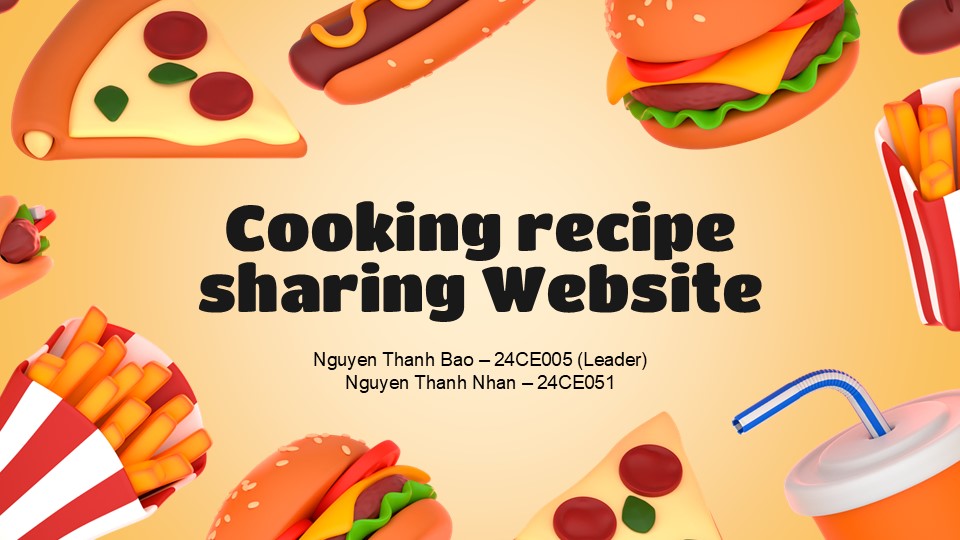 Cooking recipe
sharing Website
Nguyen Thanh Bao – 24CE005 (Leader)
Nguyen Thanh Nhan – 24CE051